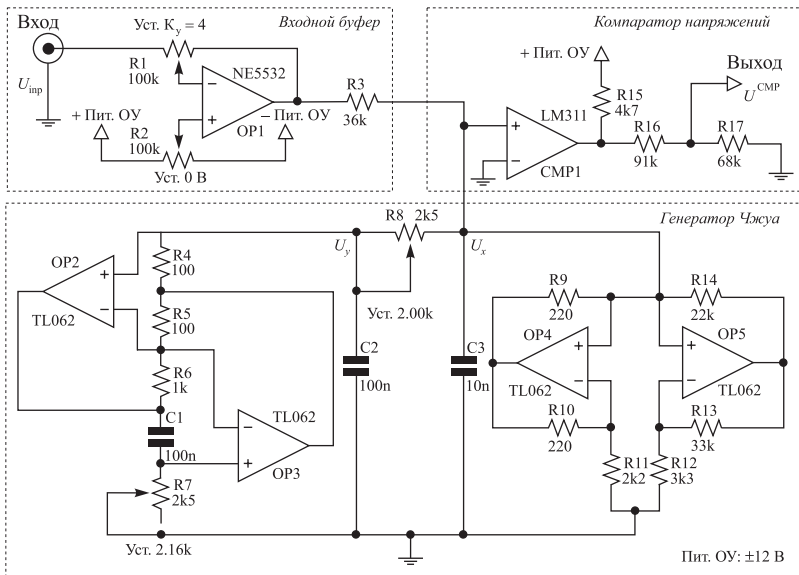 Входной буфер
Вход
U inp
Уст. Kу = 4
R1
100k
NE5532
OP1
+ Пит. ОУ
− Пит. ОУ
R2
100k
Уст. 0 В
R3
36k
Компаратор напряжений
+ Пит. ОУ
R15
4k7
LM311
CMP1
R16
91k
R17
68k
Выход
U CMP
Генератор Чжуа
OP2
TL062
R4
100
R5
100
R6
1k
C1
100n
R7
2k5
Уст. 2.16k
TL062
OP3
Uy
R8 2k5
Ux
Уст. 2.00k
C2
100n
C3
10n
R9
220
OP4
TL062
R10
220
R11
2k2
R14
22k
OP5
TL062
R13
33k
R12
3k3
Пит. ОУ: ±12 В